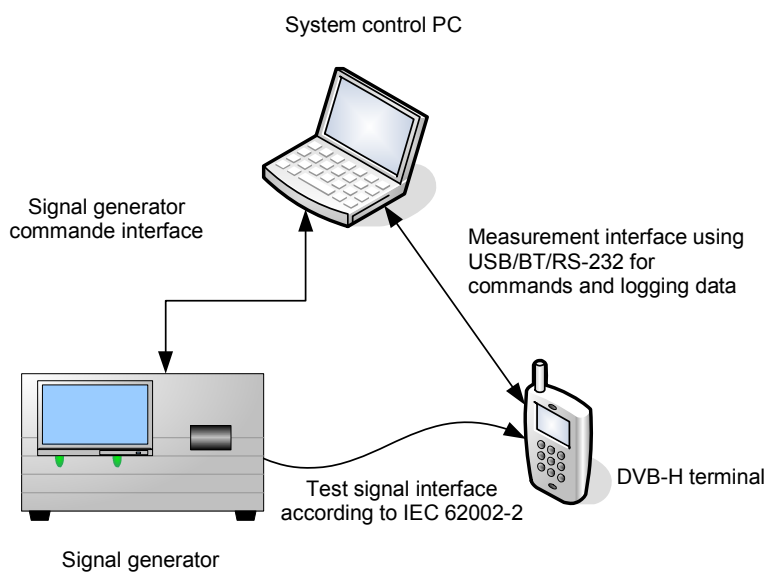 System control PC
Signal generator
commande interface
Measurement interface using
USB/BT/RS-232 for
commands and logging data
DVB-H terminal
Test signal interface
according to IEC 62002-2
Signal generator